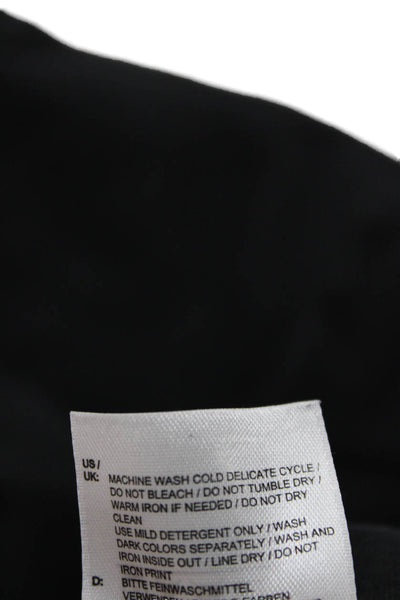 US /
UK: MACHINE WASH COLD DELICATE CYCLE /
DO NOT BLEACH / DO NOT TUMBLE DRY /
WARM IRON IF NEEDED / DO NOT DRY
CLEAN
USE MILD DETERGENT ONLY / WASH
DARK COLORS SEPARATELY / WASH AND
IRON INSIDE OUT / LINE DRY / DO NOT
IRON PRINT
D: BITTE FEINWASCHMITTEL
VERWENDEN
FARBEN